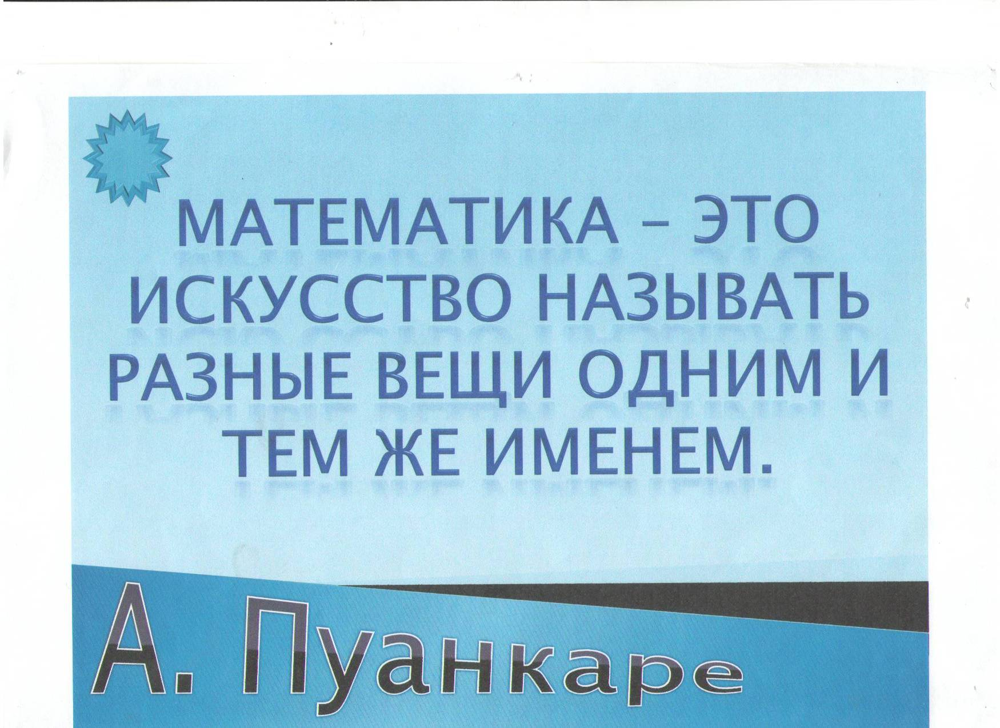 МАТЕМАТИКА – ЭТО
ИСКУССТВО НАЗЫВАТЬ
РАЗНЫЕ ВЕЩИ ОДНИМ И
ТЕМ ЖЕ ИМЕНЕМ.
А. Пуанкаре